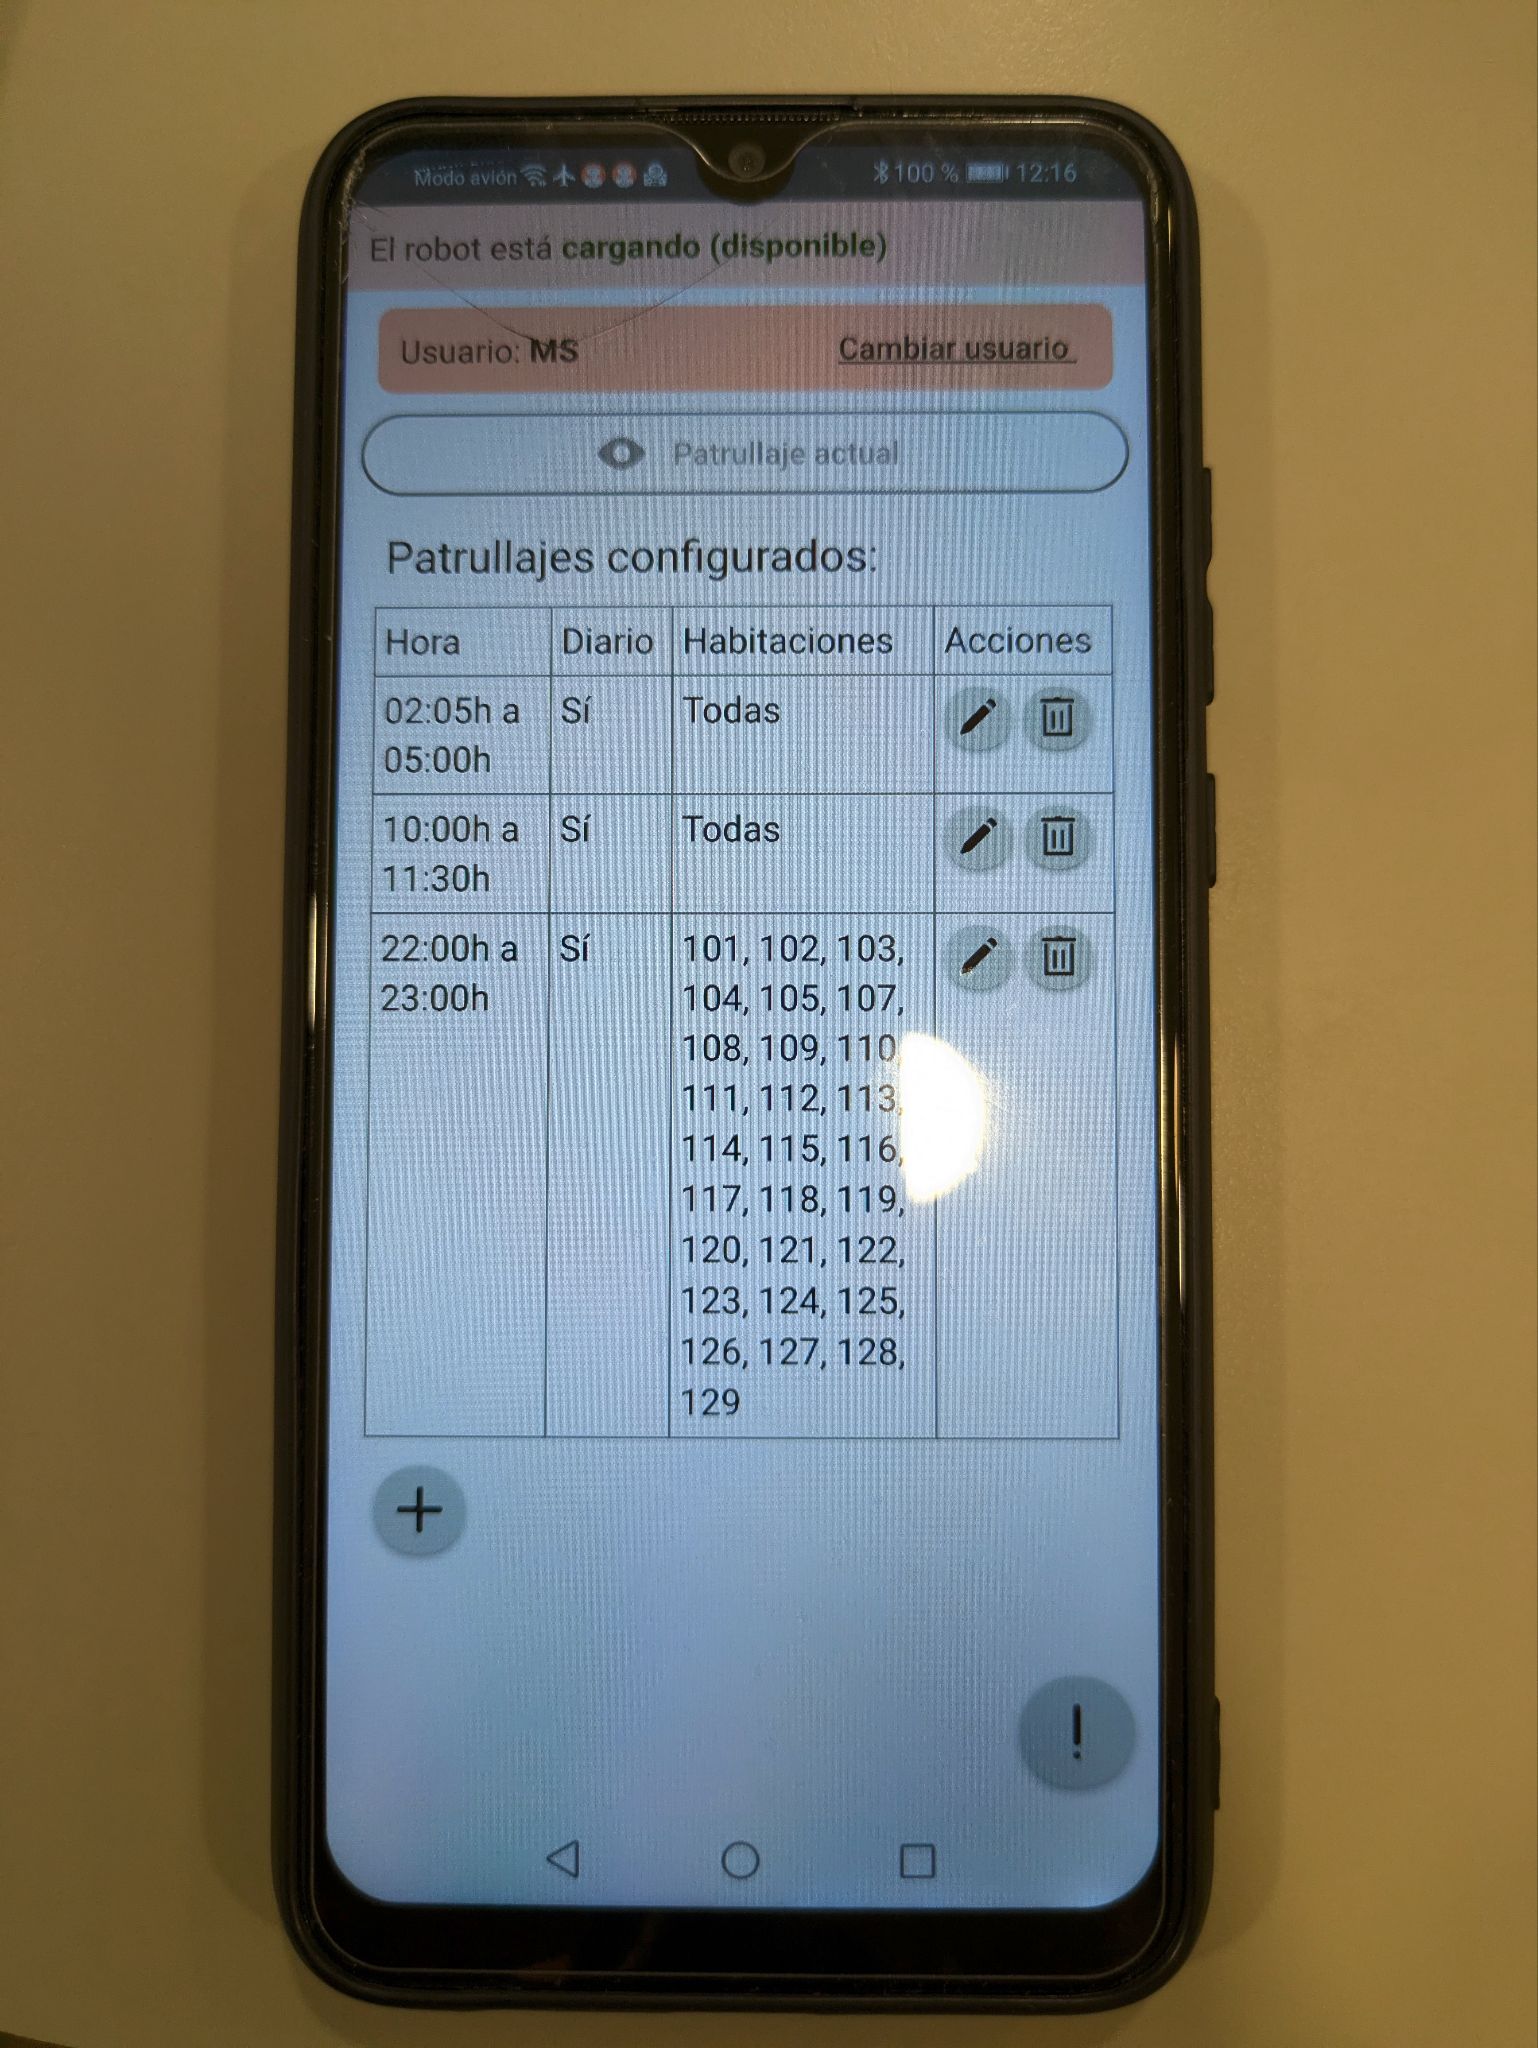 Modo avión 100 % 12:16
El robot está cargando (disponible)
Usuario: MS Cambiar usuario
Patrullaje actual
Patrullajes configurados:
Hora Diario Habitaciones Acciones
02:05h a Sí Todas
05:00h
10:00h a Sí Todas
11:30h
22:00h a Sí 101, 102, 103,
23:00h 104, 105, 107,
108, 109, 110,
111, 112, 113,
114, 115, 116,
117, 118, 119,
120, 121, 122,
123, 124, 125,
126, 127, 128,
129